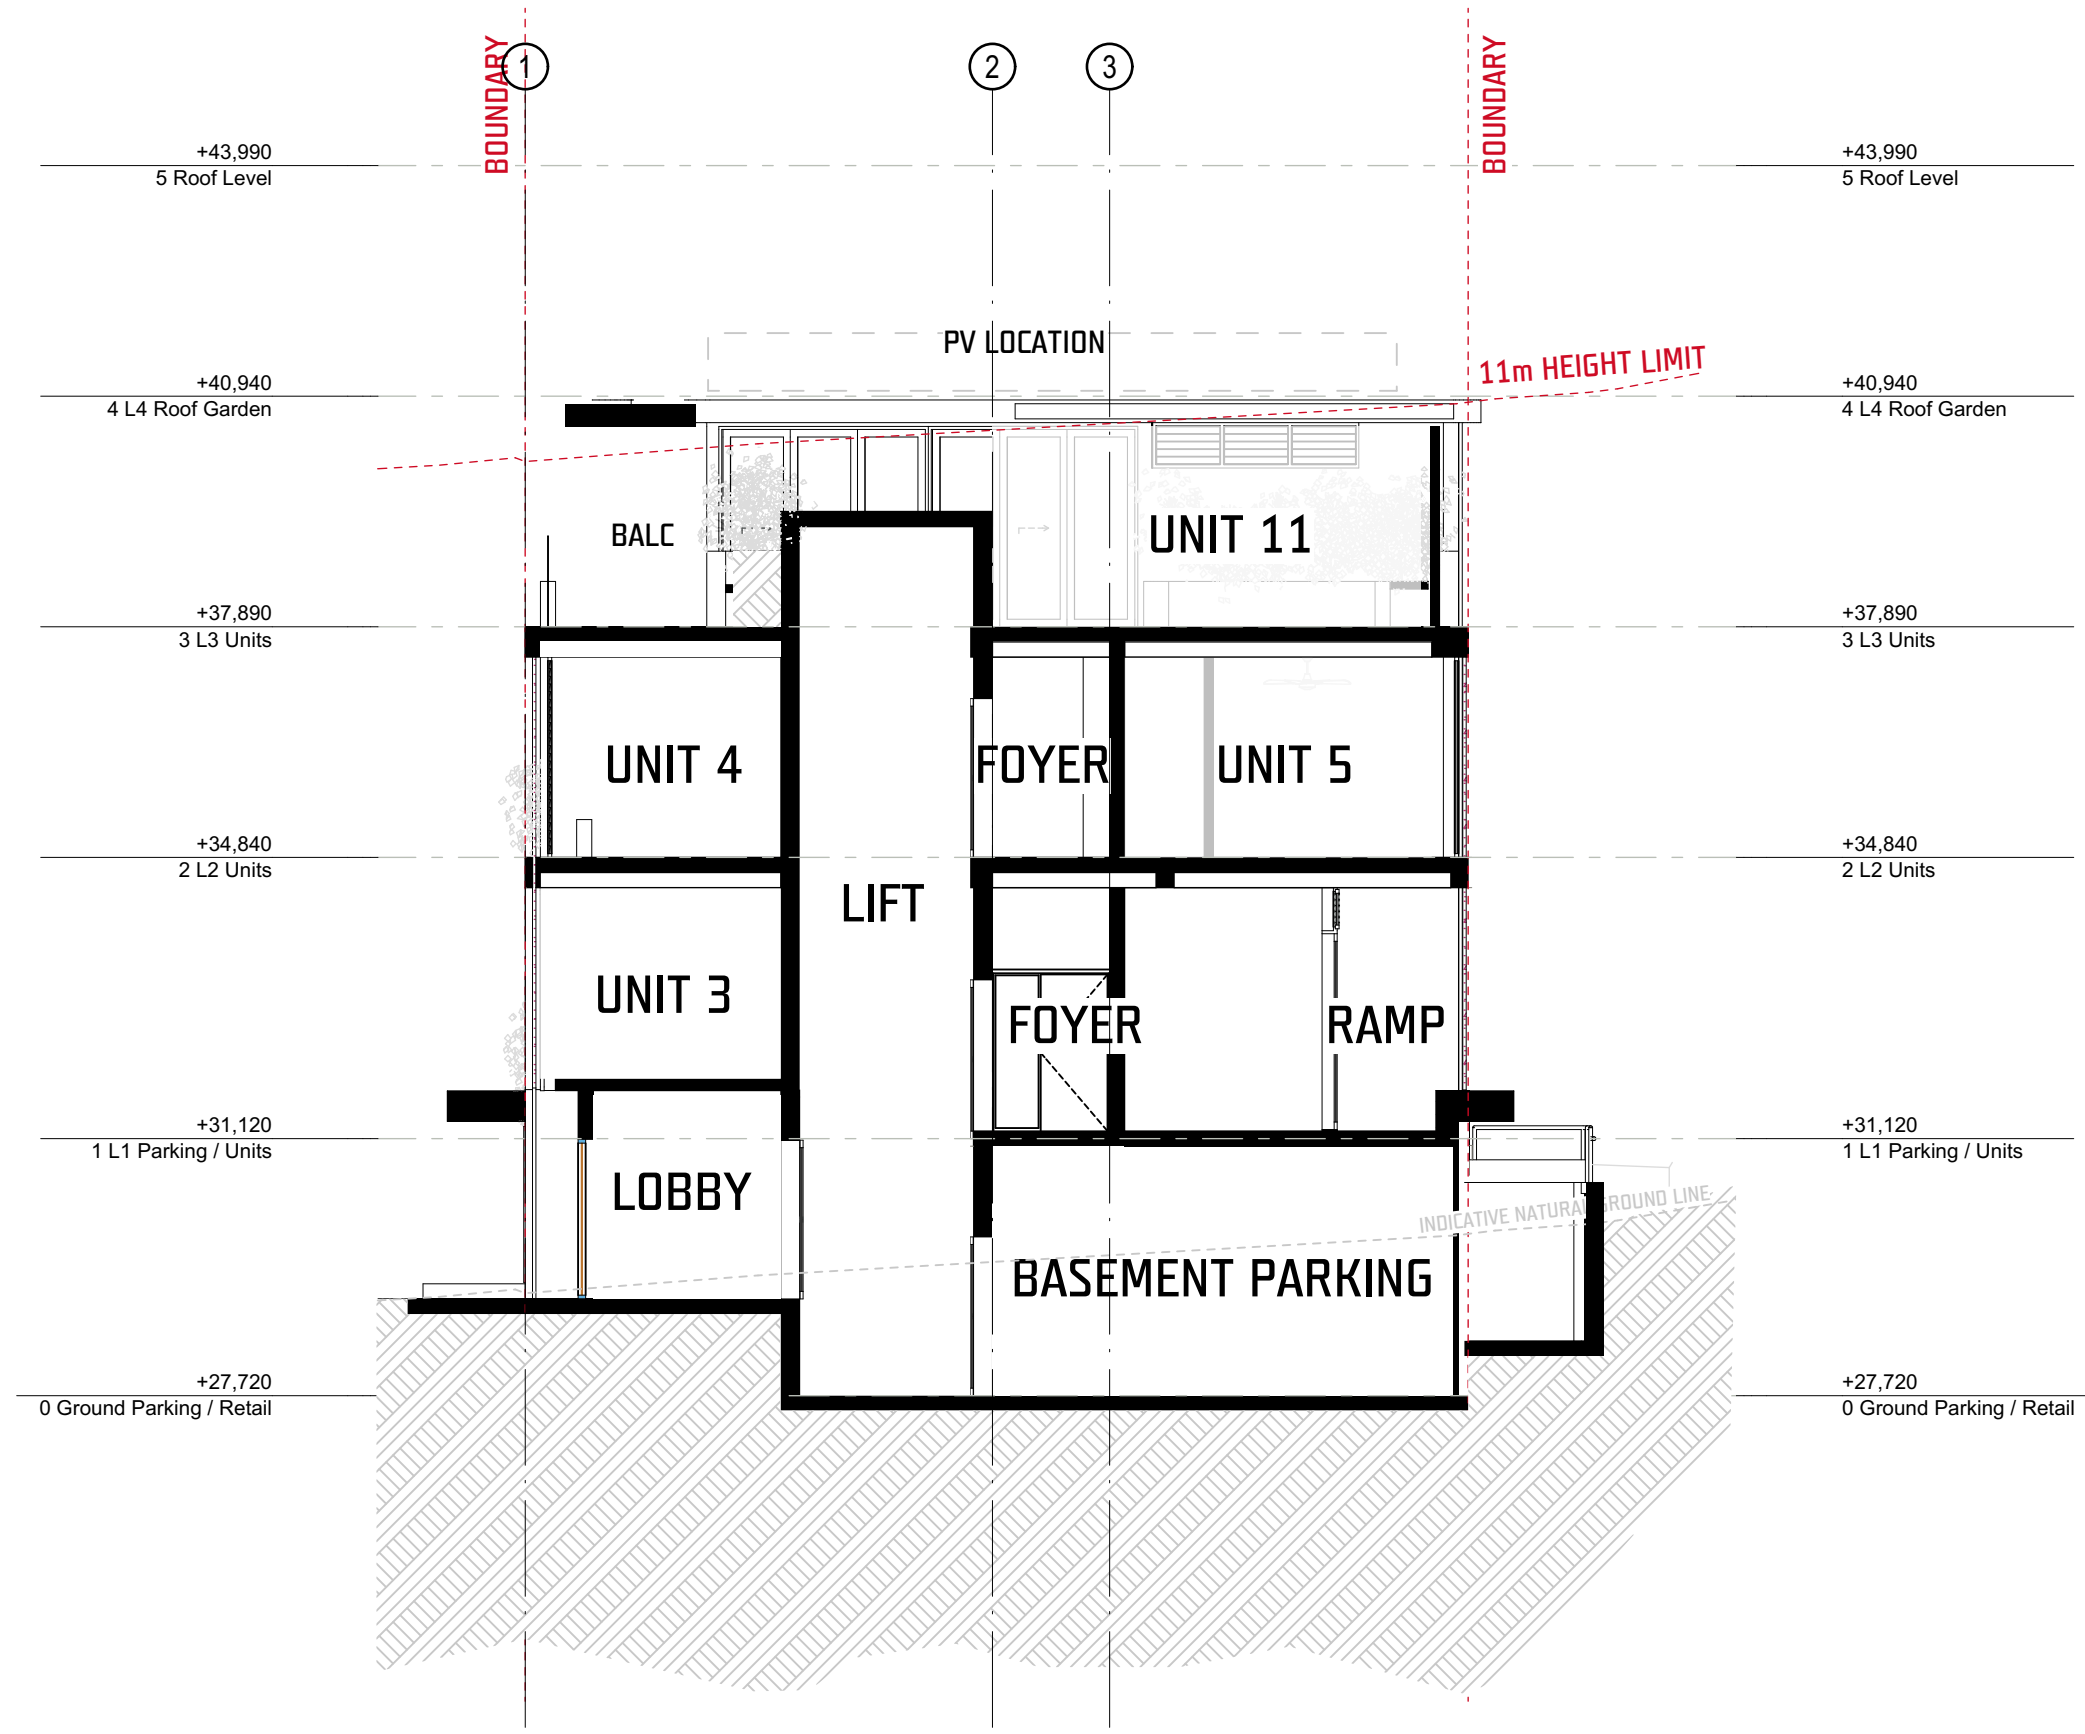 BOUNDARY
1
2
3
BOUNDARY
+43,990
5 Roof Level
+43,990
5 Roof Level
PV LOCATION
11m HEIGHT LIMIT
+40,940
4 L4 Roof Garden
+40,940
4 L4 Roof Garden
BALC
UNIT 11
+37,890
3 L3 Units
+37,890
3 L3 Units
UNIT 4
FOYER
UNIT 5
+34,840
2 L2 Units
+34,840
2 L2 Units
LIFT
UNIT 3
FOYER
RAMP
+31,120
1 L1 Parking / Units
+31,120
1 L1 Parking / Units
LOBBY
INDICATIVE NATURAL GROUND LINE
BASEMENT PARKING
+27,720
0 Ground Parking / Retail
+27,720
0 Ground Parking / Retail